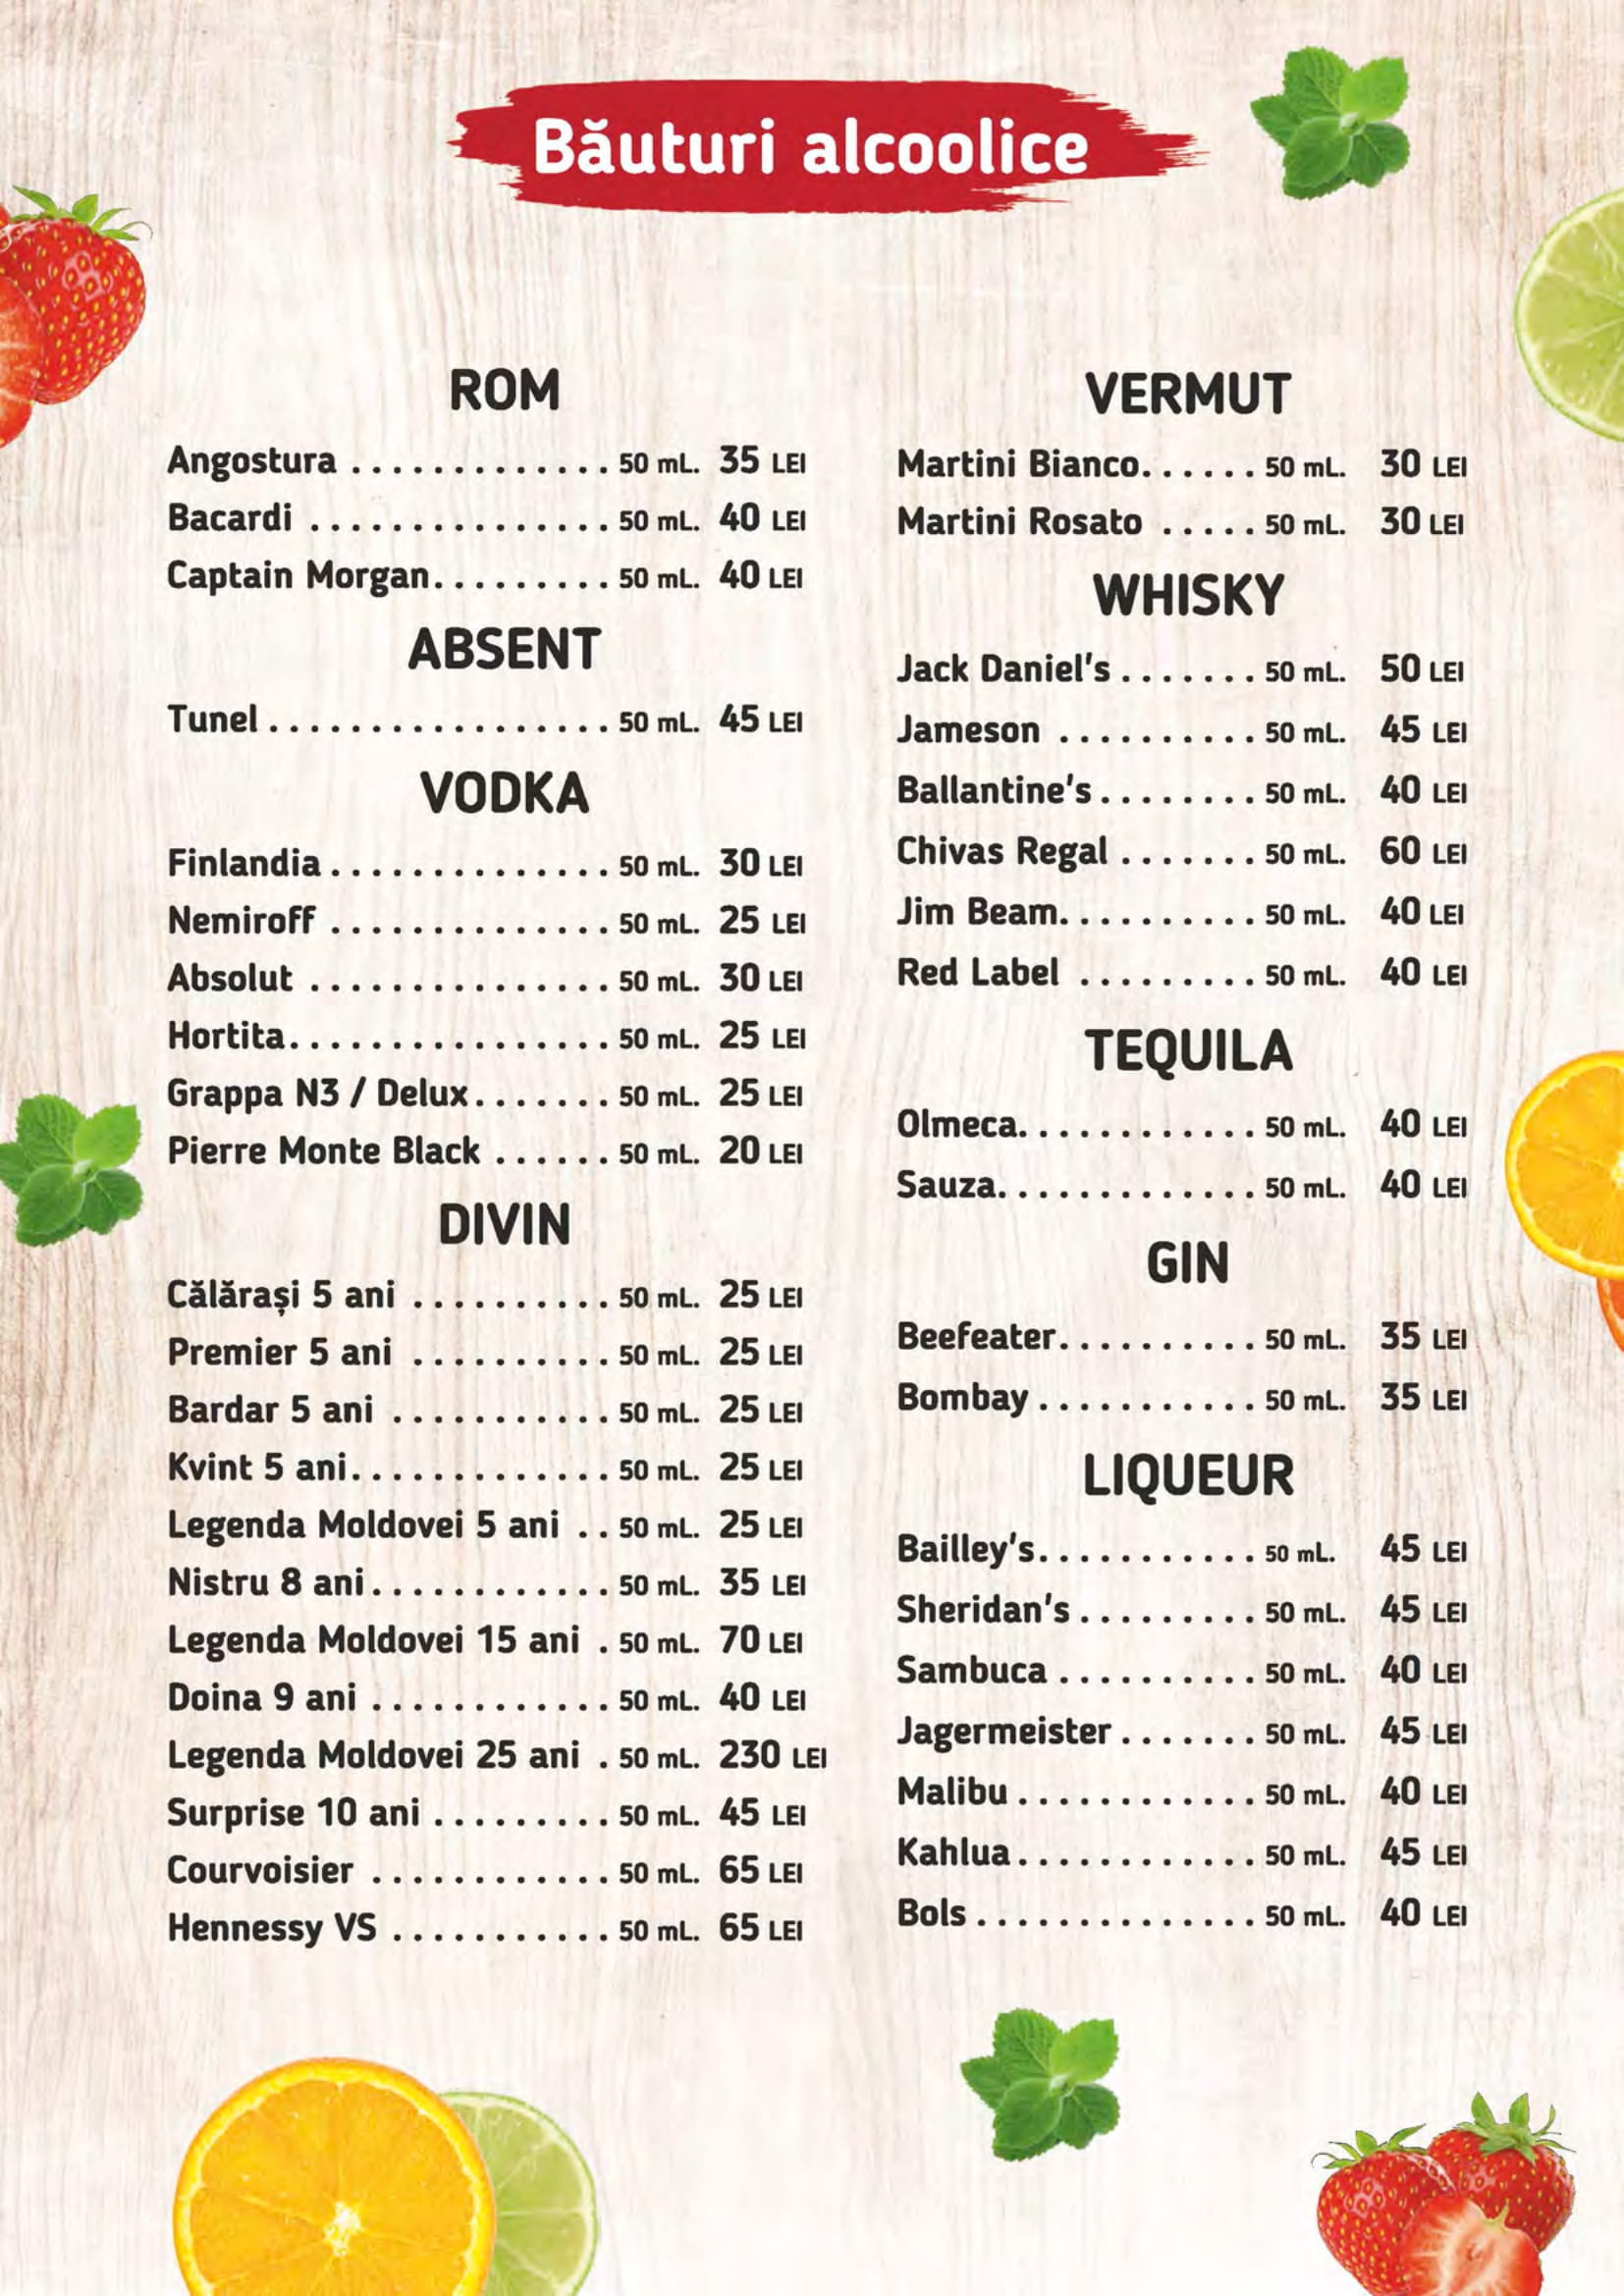 Băuturi alcoolice
ROM
Angostura . . . . . . . . . . . . . 50 mL. 35 LEI
Bacardi . . . . . . . . . . . . . . . 50 mL. 40 LEI
Captain Morgan. . . . . . . . . 50 mL. 40 LEI
ABSENT
Tunel . . . . . . . . . . . . . . . . . 50 mL. 45 LEI
VODKA
Finlandia . . . . . . . . . . . . . . 50 mL. 30 LEI
Nemiroff . . . . . . . . . . . . . . 50 mL. 25 LEI
Absolut . . . . . . . . . . . . . . . 50 mL. 30 LEI
Hortita. . . . . . . . . . . . . . . . 50 mL. 25 LEI
Grappa N3 / Delux. . . . . . . 50 mL. 25 LEI
Pierre Monte Black . . . . . . 50 mL. 20 LEI
DIVIN
Călărași 5 ani . . . . . . . . . . 50 mL. 25 LEI
Premier 5 ani . . . . . . . . . . 50 mL. 25 LEI
Bardar 5 ani . . . . . . . . . . . 50 mL. 25 LEI
Kvint 5 ani. . . . . . . . . . . . . 50 mL. 25 LEI
Legenda Moldovei 5 ani . . 50 mL. 25 LEI
Nistru 8 ani. . . . . . . . . . . . 50 mL. 35 LEI
Legenda Moldovei 15 ani . 50 mL. 70 LEI
Doina 9 ani . . . . . . . . . . . . 50 mL. 40 LEI
Legenda Moldovei 25 ani . 50 mL. 230 LEI
Surprise 10 ani . . . . . . . . . 50 mL. 45 LEI
Courvoisier . . . . . . . . . . . . 50 mL. 65 LEI
Hennessy VS . . . . . . . . . . . 50 mL. 65 LEI
VERMUT
Martini Bianco. . . . . . 50 mL. 30 LEI
Martini Rosato . . . . . 50 mL. 30 LEI
WHISKY
Jack Daniel's . . . . . . . 50 mL. 50 LEI
Jameson . . . . . . . . . . 50 mL. 45 LEI
Ballantine's . . . . . . . . 50 mL. 40 LEI
Chivas Regal . . . . . . . 50 mL. 60 LEI
Jim Beam. . . . . . . . . . 50 mL. 40 LEI
Red Label . . . . . . . . . 50 mL. 40 LEI
TEQUILA
Olmeca. . . . . . . . . . . . 50 mL. 40 LEI
Sauza. . . . . . . . . . . . . 50 mL. 40 LEI
GIN
Beefeater. . . . . . . . . . 50 mL. 35 LEI
Bombay . . . . . . . . . . . 50 mL. 35 LEI
LIQUEUR
Bailley's. . . . . . . . . . . 50 mL. 45 LEI
Sheridan's . . . . . . . . . 50 mL. 45 LEI
Sambuca . . . . . . . . . . 50 mL. 40 LEI
Jagermeister . . . . . . . 50 mL. 45 LEI
Malibu . . . . . . . . . . . . 50 mL. 40 LEI
Kahlua . . . . . . . . . . . . 50 mL. 45 LEI
Bols . . . . . . . . . . . . . . 50 mL. 40 LEI